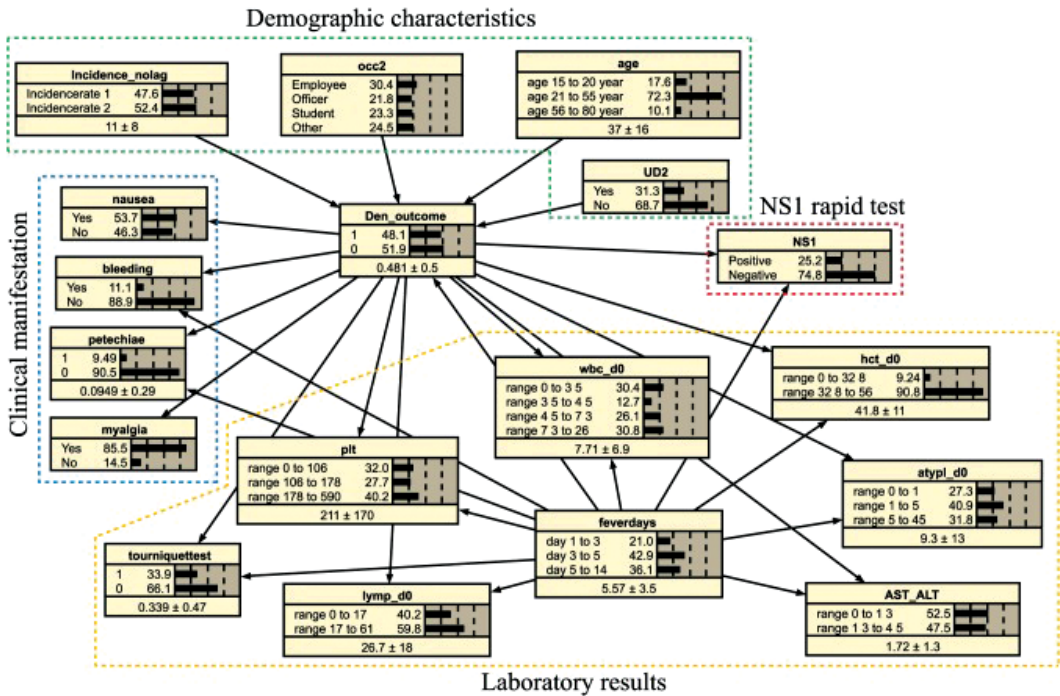 Demographic characteristics
Incidence_nolag
Incidencerate 1 47.6
Incidencerate 2 52.4
11 ± 8
occ2
Employee 30.4
Officer 21.8
Student 23.3
Other 24.5
age
age 15 to 20 year 17.6
age 21 to 55 year 72.3
age 56 to 80 year 10.1
37 ± 16
UD2
Yes 31.3
No 68.7
Clinical manifestation
nausea
Yes 53.7
No 46.3
bleeding
Yes 11.1
No 88.9
petechiae
1 9.49
0 90.5
0.0949 ± 0.29
myalgia
Yes 85.5
No 14.5
Den_outcome
1 48.1
0 51.9
0.481 ± 0.5
NS1 rapid test
NS1
Positive 25.2
Negative 74.8
wbc_d0
range 0 to 3 5 30.4
range 3 5 to 4 5 12.7
range 4 5 to 7 3 26.1
range 7 3 to 26 30.8
7.71 ± 6.9
hct_d0
range 0 to 32 8 9.24
range 32 8 to 56 90.8
41.8 ± 11
plt
range 0 to 106 32.0
range 106 to 178 27.7
range 178 to 590 40.2
211 ± 170
atypl_d0
range 0 to 1 27.3
range 1 to 5 40.9
range 5 to 45 31.8
9.3 ± 13
feverdays
day 1 to 3 21.0
day 3 to 5 42.9
day 5 to 14 36.1
5.57 ± 3.5
tourniquettest
1 33.9
0 66.1
0.339 ± 0.47
lymp_d0
range 0 to 17 40.2
range 17 to 61 59.8
26.7 ± 18
AST_ALT
range 0 to 1 3 52.5
range 1 3 to 4 5 47.5
1.72 ± 1.3
Laboratory results